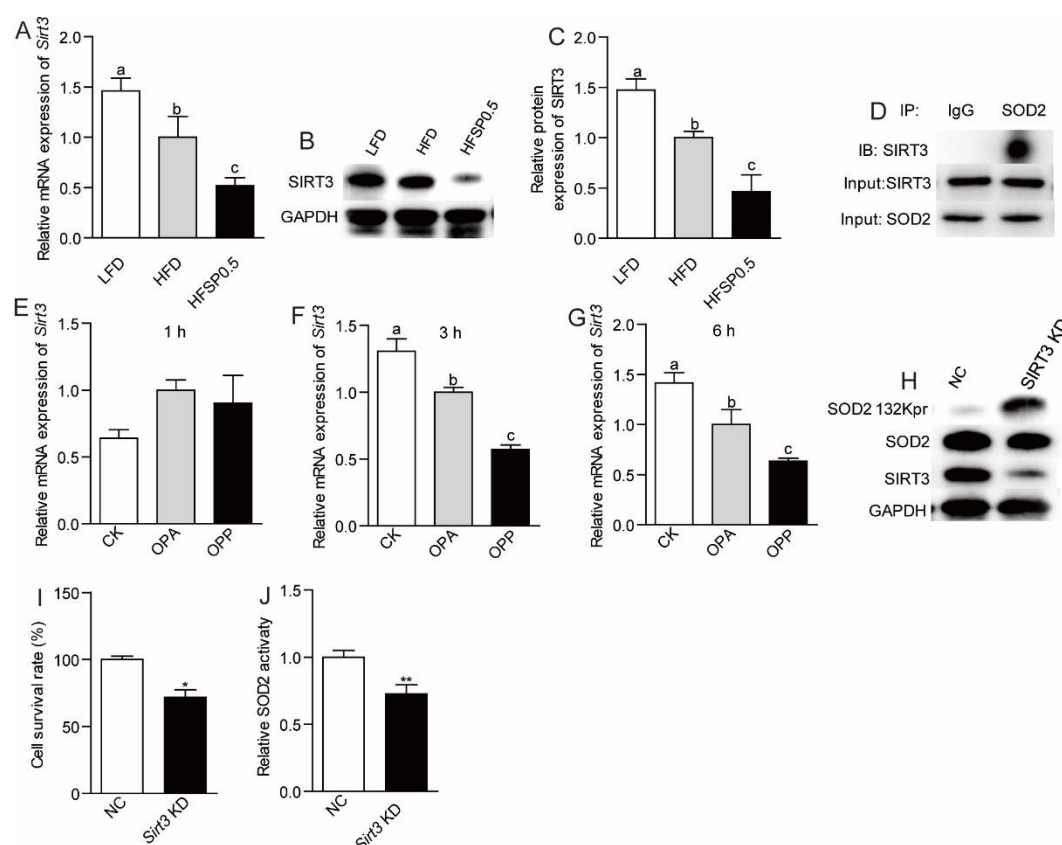 A
Relative mRNA expression of Sirt3
2.0
1.5
1.0
0.5
0.0
a
b
c
LFD
HFD
HFSP0.5
B
LFD
HFD
HFSP0.5
SIRT3
GAPDH
C
Relative protein
expression of SIRT3
2.0
1.5
1.0
0.5
0.0
a
b
c
LFD
HFD
HFSP0.5
D
IP: IgG SOD2
IB: SIRT3
Input:SIRT3
Input: SOD2
E
Relative mRNA expression of Sirt3
1.5
1.0
0.5
0.0
1 h
CK
OPA
OPP
F
Relative mRNA expression of Sirt3
1.5
1.0
0.5
0.0
3 h
a
b
c
CK
OPA
OPP
G
Relative mRNA expression of Sirt3
2.0
1.5
1.0
0.5
0.0
6 h
a
b
c
CK
OPA
OPP
H
NC
SIRT3 KD
SOD2 132Kpr
SOD2
SIRT3
GAPDH
I
Cell survival rate (%)
150
100
50
0
*
NC
Sirt3 KD
J
Relative SOD2 activaty
1.5
1.0
0.5
0.0
**
NC
Sirt3 KD